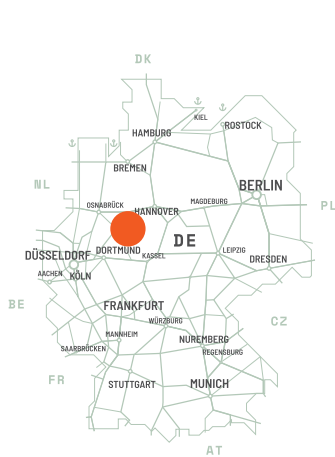 DK
KIEL
ROSTOCK
HAMBURG
BREMEN
NL
BERLIN
OSNABRÜCK
HANNOVER
MAGDEBURG
PL
DE
DÜSSELDORF
DORTMUND
KASSEL
LEIPZIG
DRESDEN
AACHEN
KÖLN
BE
FRANKFURT
CZ
WÜRZBURG
MANNHEIM
NUREMBERG
SAARBRÜCKEN
REGENSBURG
FR
STUTTGART
MUNICH
AT